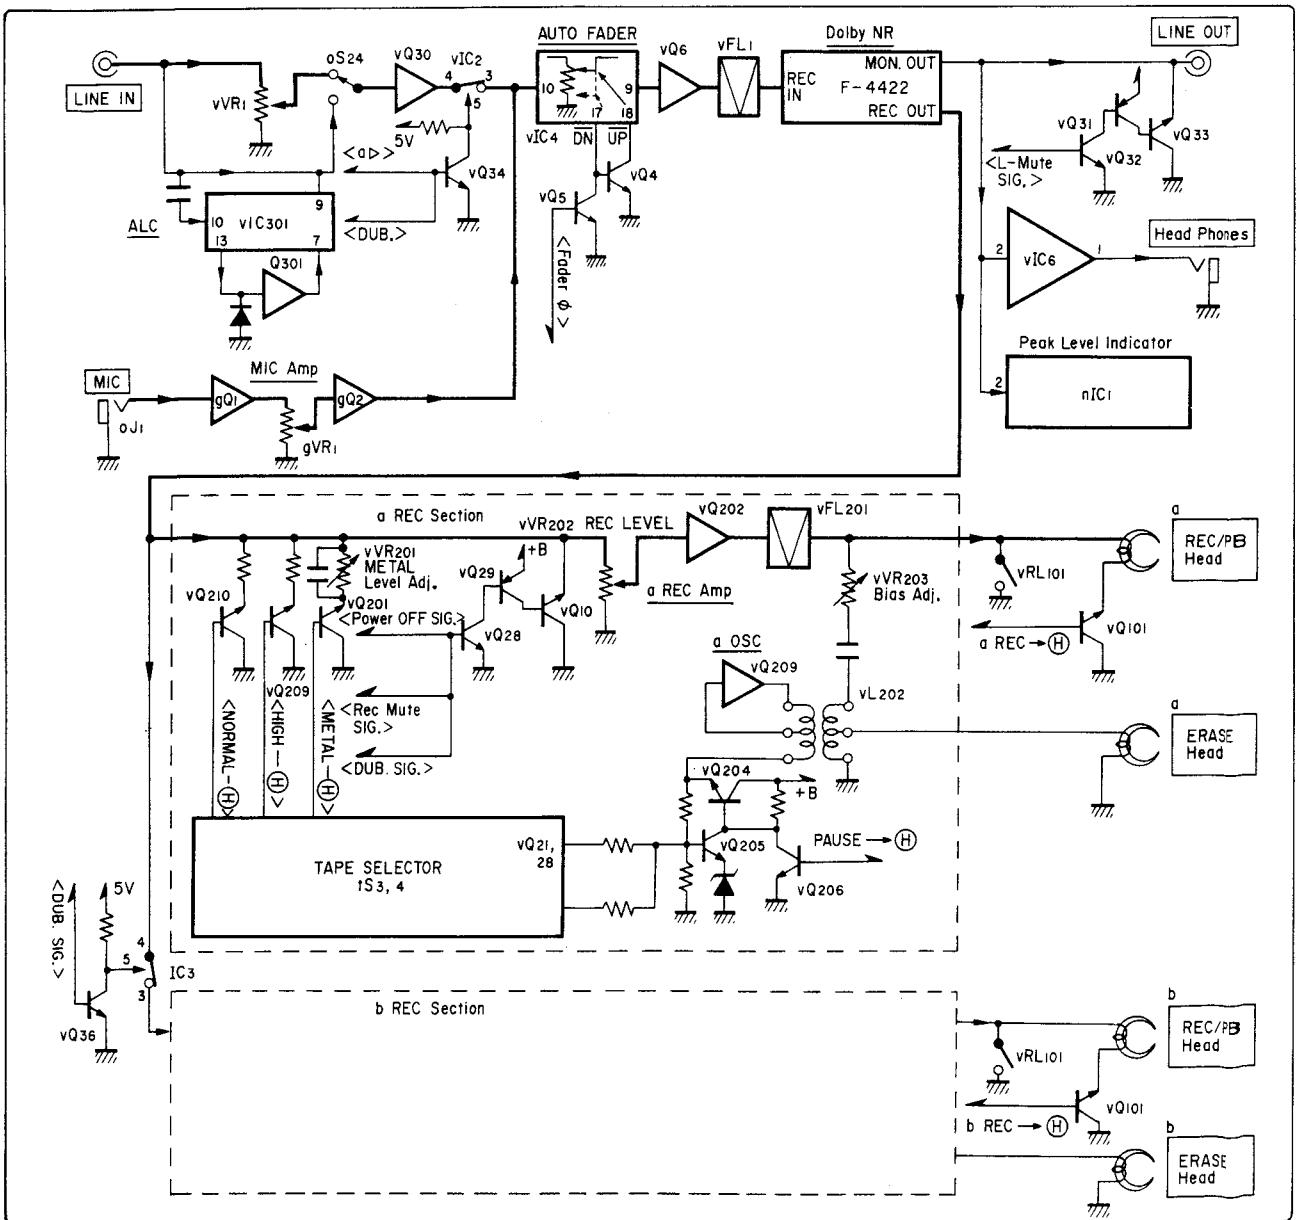 LINE IN
vVR1
oS24
vQ30
vIC2
4
3
5
5V
vQ34
<a▷>
<DUB.>
ALC
vIC301
10
9
13
7
Q301
AUTO FADER
10
9
17
18
vIC4
DN
UP
vQ4
vQ5
<Fader φ>
vQ6
vFL1
Dolby NR
REC
IN
MON. OUT
F-4422
REC OUT
LINE OUT
vQ31
vQ32
vQ33
<L-Mute
SIG.>
2
vIC6
1
Head Phones
Peak Level Indicator
2
nIC1
MIC
oJ1
MIC Amp
gQ1
gQ2
gVR1
a REC Section
vVR202 REC LEVEL
vQ202
vFL201
vQ210
vQ209
vVR201
METAL
Level Adj.
vQ201
<Power OFF SIG.>
vQ29
+B
vQ28
vQ10
<Rec Mute
SIG.>
<DUB. SIG.>
a REC Amp
vVR203
Bias Adj.
a OSC
vQ209
vL202
<NORMAL—H>
<HIGH—H>
<METAL—H>
TAPE SELECTOR
tS3, 4
vQ21,
28
vQ204
+B
vQ205
vQ206
PAUSE→H
vRL101
vQ101
a REC→H
a
REC/PB
Head
a
ERASE
Head
<DUB. SIG.>
5V
4
5
3
IC3
vQ36
b REC Section
vRL101
vQ101
b REC→H
b
REC/PB
Head
b
ERASE
Head